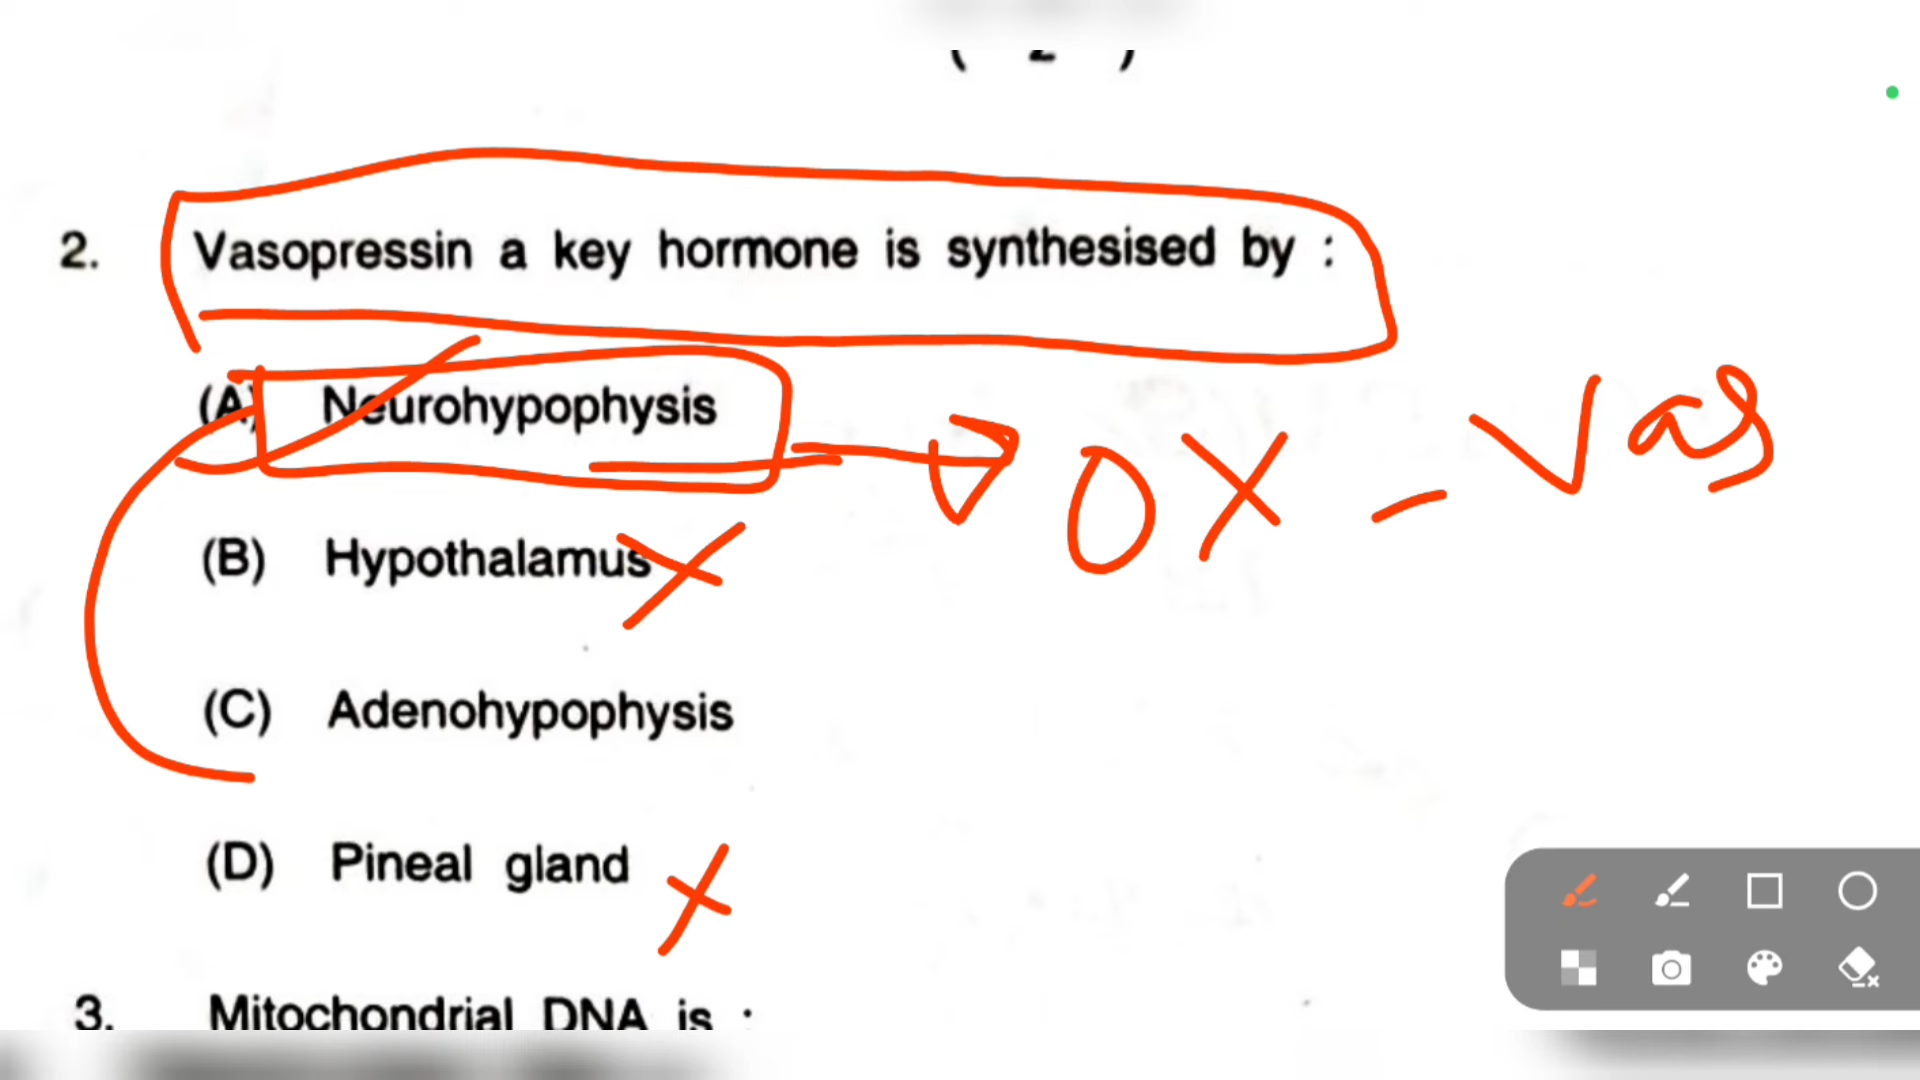 ( 2 )
2. Vasopressin a key hormone is synthesised by :
(A) Neurohypophysis
OX - Vas
(B) Hypothalamus
(C) Adenohypophysis
(D) Pineal gland
3. Mitochondrial DNA is :